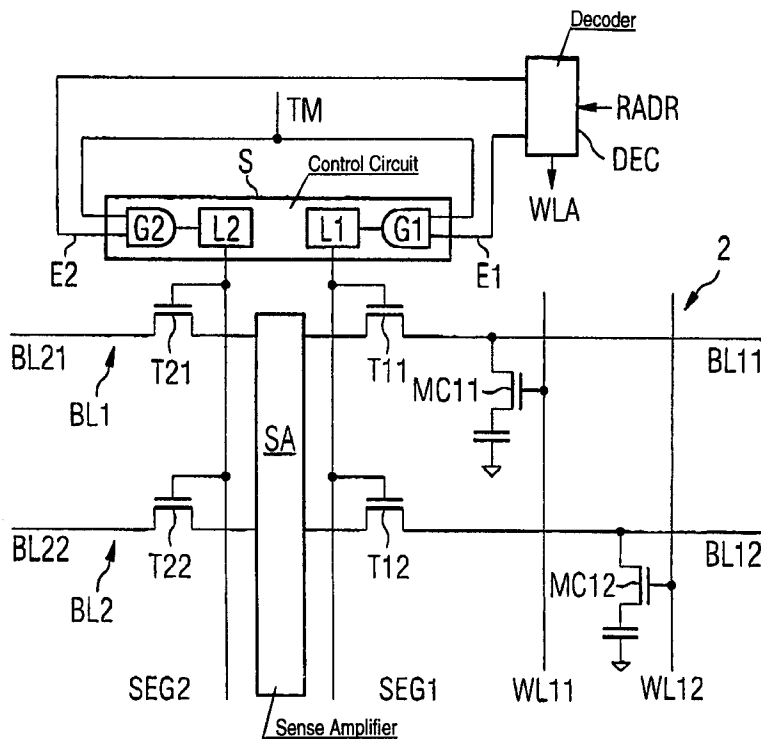 Decoder
TM
RADR
DEC
S
Control Circuit
WLA
G2
L2
L1
G1
E2
E1
2
BL21
T21
T11
BL11
BL1
MC11
SA
BL22
T22
T12
BL12
BL2
MC12
SEG2
SEG1
WL11
WL12
Sense Amplifier